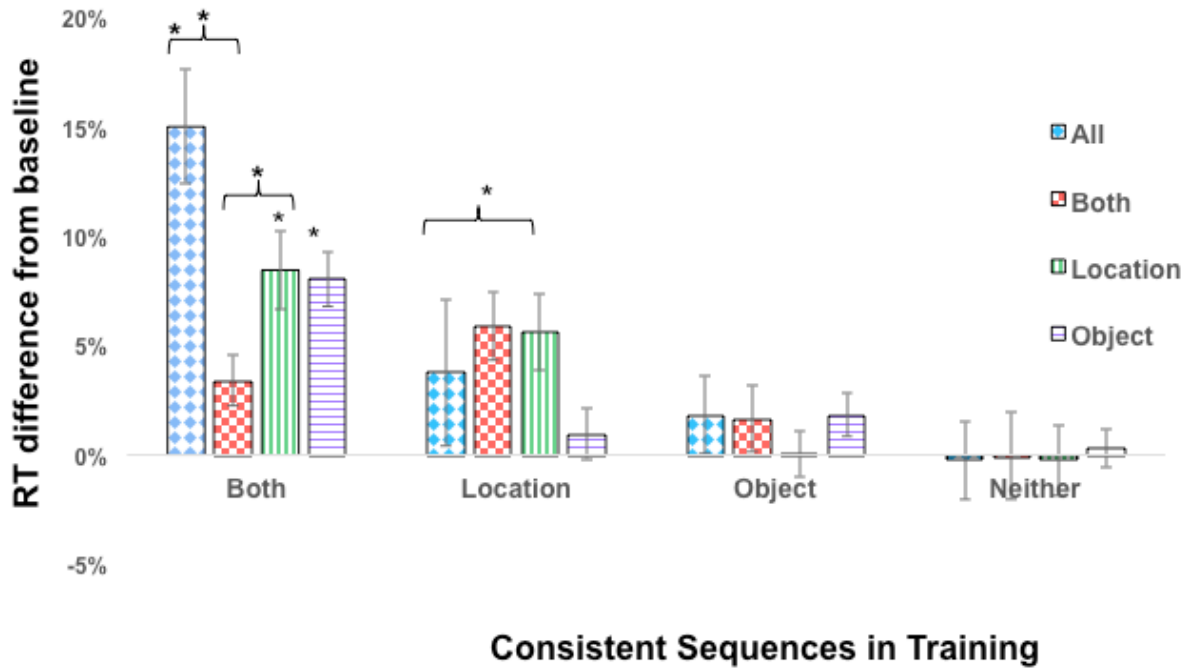 20%
15%
10%
5%
0%
-5%
RT difference from baseline
* *
*
* *
*
All
Both
Location
Object
Both Location Object Neither
Consistent Sequences in Training